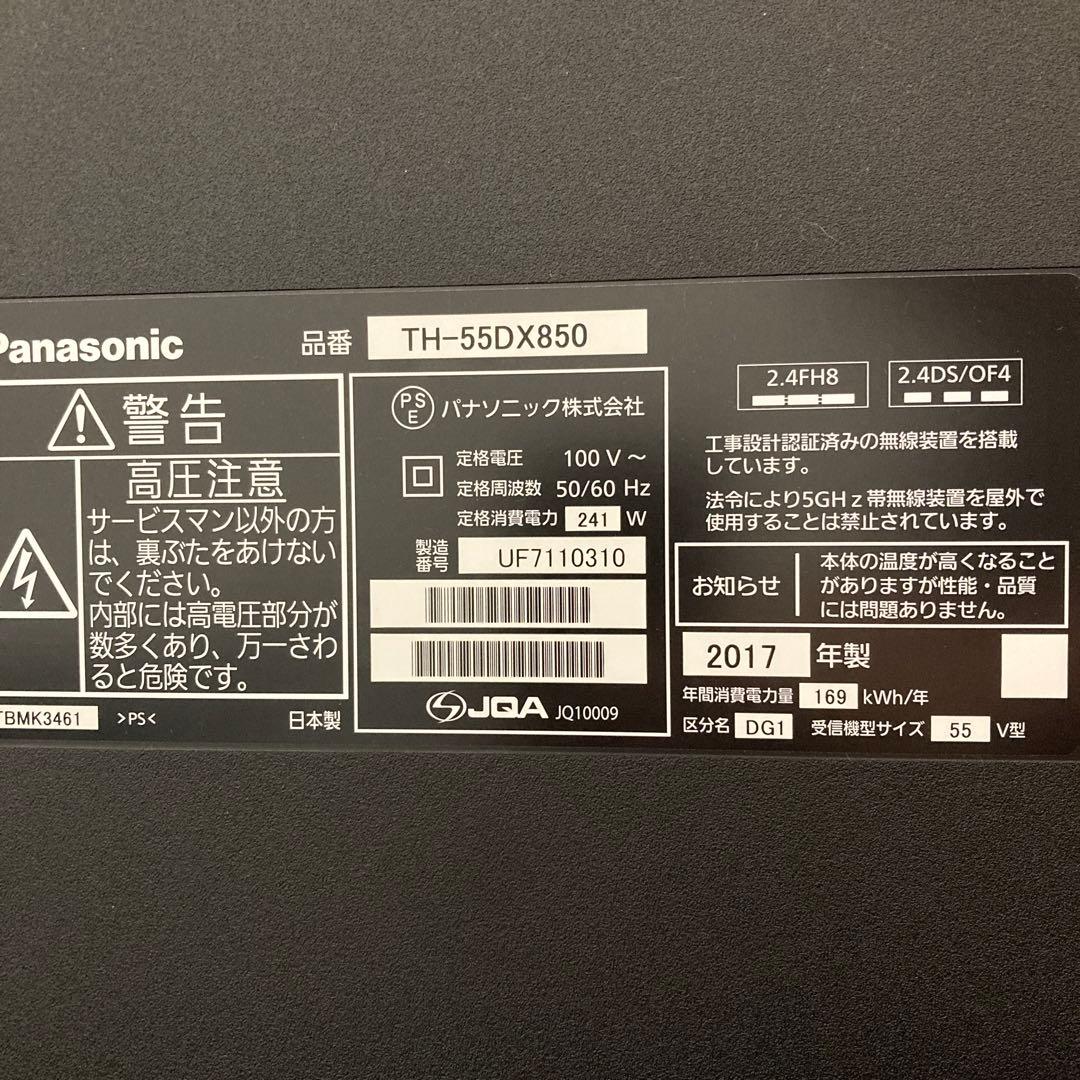 Panasonic
品番 TH-55DX850
警告
高圧注意
サービスマン以外の方
は、裏ぶたをあけない
でください。
内部には高電圧部分が
数多くあり、万一さわ
ると危険です。
TBMK3461 >PS< 日本製
PSE パナソニック株式会社
定格電圧 100 V ～
定格周波数 50/60 Hz
定格消費電力 241 W
製造番号 UF7110310
JQA JQ10009
2.4FH8
2.4DS/OF4
工事設計認証済みの無線装置を搭載
しています。
法令により5GHz帯無線装置を屋外で
使用することは禁止されています。
お知らせ
本体の温度が高くなること
がありますが性能・品質
には問題ありません。
2017 年製
年間消費電力量 169 kWh/年
区分名 DG1 受信機型サイズ 55 V型